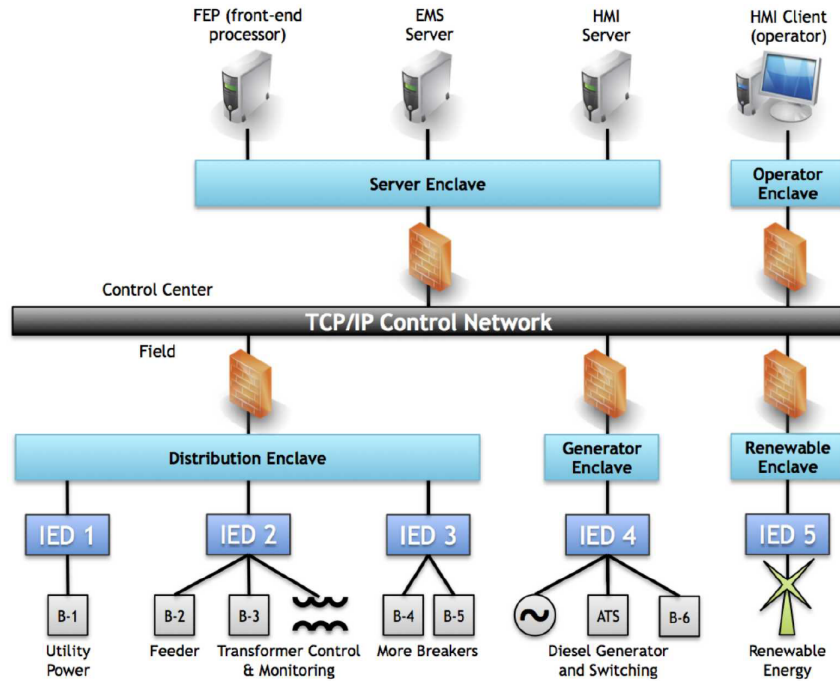 FEP (front-end
processor)
EMS
Server
HMI
Server
HMI Client
(operator)
Server Enclave
Operator
Enclave
Control Center
TCP/IP Control Network
Field
Distribution Enclave
Generator
Enclave
Renewable
Enclave
IED 1
IED 2
IED 3
IED 4
IED 5
B-1
B-2
B-3
B-4
B-5
ATS
B-6
Utility
Power
Feeder
Transformer Control
& Monitoring
More Breakers
Diesel Generator
and Switching
Renewable
Energy